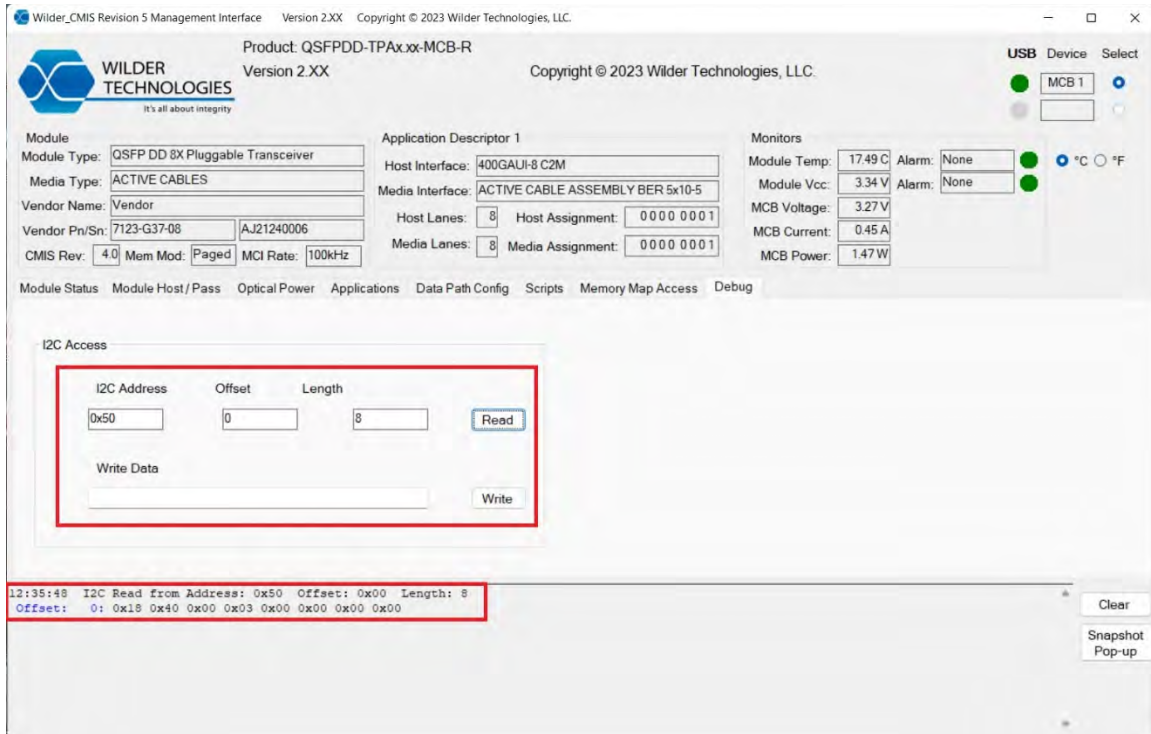 Wilder_CMIS Revision 5 Management Interface Version 2.XX Copyright © 2023 Wilder Technologies, LLC.
WILDER
TECHNOLOGIES
It's all about integrity
Product: QSFPDD-TPAx.xx-MCB-R
Version 2.XX
Copyright © 2023 Wilder Technologies, LLC.
USB Device Select
MCB 1
Module
Module Type: QSFP DD 8X Pluggable Transceiver
Media Type: ACTIVE CABLES
Vendor Name: Vendor
Vendor Pn/Sn: 7123-G37-08 AJ21240006
CMIS Rev: 4.0 Mem Mod: Paged MCI Rate: 100kHz
Application Descriptor 1
Host Interface: 400GAUI-8 C2M
Media Interface: ACTIVE CABLE ASSEMBLY BER 5x10-5
Host Lanes: 8 Host Assignment: 0000 0001
Media Lanes: 8 Media Assignment: 0000 0001
Monitors
Module Temp: 17.49 C Alarm: None
Module Vcc: 3.34 V Alarm: None
MCB Voltage: 3.27 V
MCB Current: 0.45 A
MCB Power: 1.47 W
°C °F
Module Status Module Host / Pass Optical Power Applications Data Path Config Scripts Memory Map Access Debug
I2C Access
I2C Address Offset Length
0x50 0 8 Read
Write Data
Write
12:35:48 I2C Read from Address: 0x50 Offset: 0x00 Length: 8
Offset: 0: 0x18 0x40 0x00 0x03 0x00 0x00 0x00 0x00
Clear
Snapshot
Pop-up